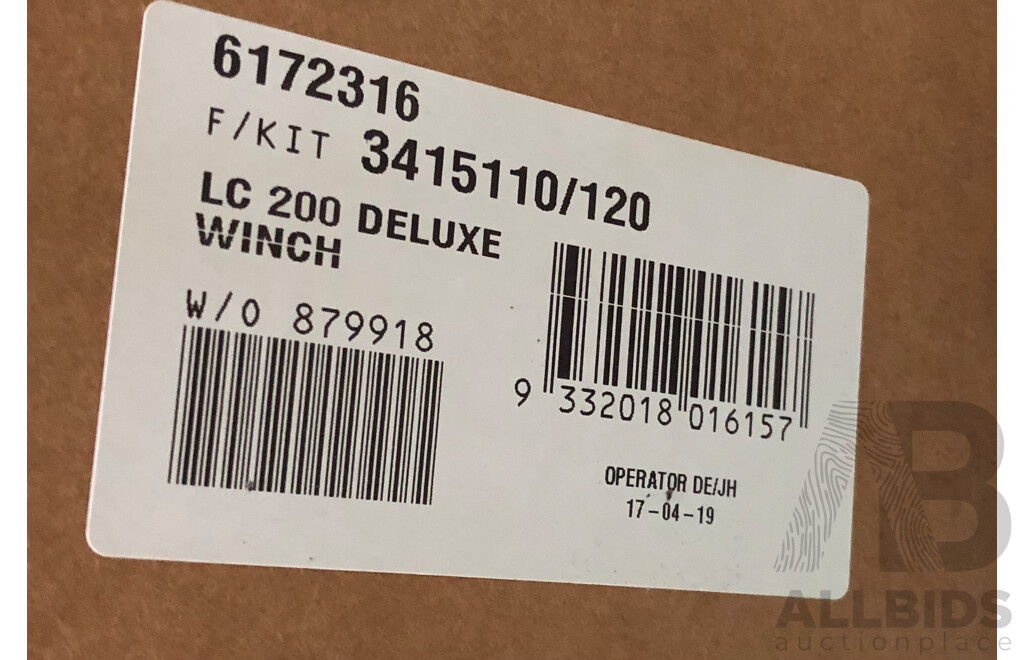 6172316
F/KIT 3415110/120
LC 200 DELUXE
WINCH
W/O 879918
9 332018 016157
OPERATOR DE/JH
17-04-19
AB
ALLBIDS
auctionplace